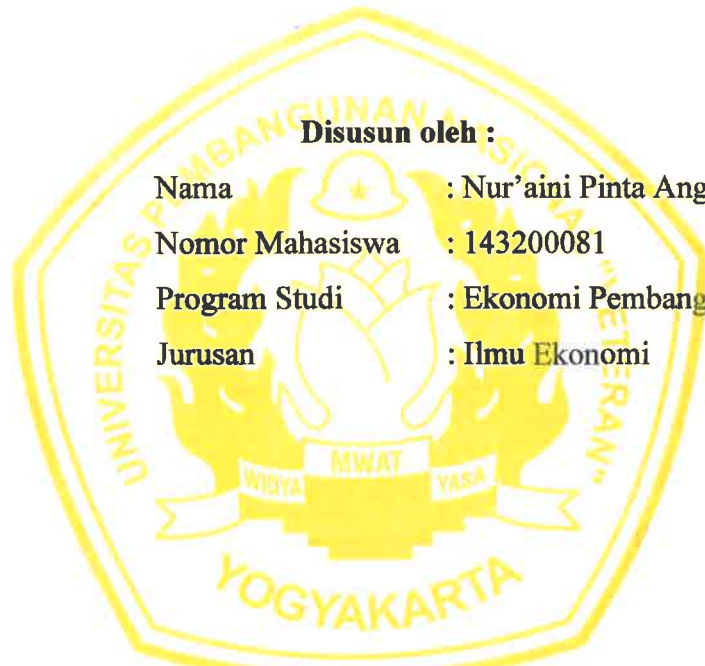 Disusun oleh :
Nama : Nur’aini Pinta Ang
Nomor Mahasiswa : 143200081
Program Studi : Ekonomi Pembang
Jurusan : Ilmu Ekonomi
UNIVERSITAS PEMBANGUNAN NASIONAL "VETERAN"
WIDYA MWAT YASA
YOGYAKARTA